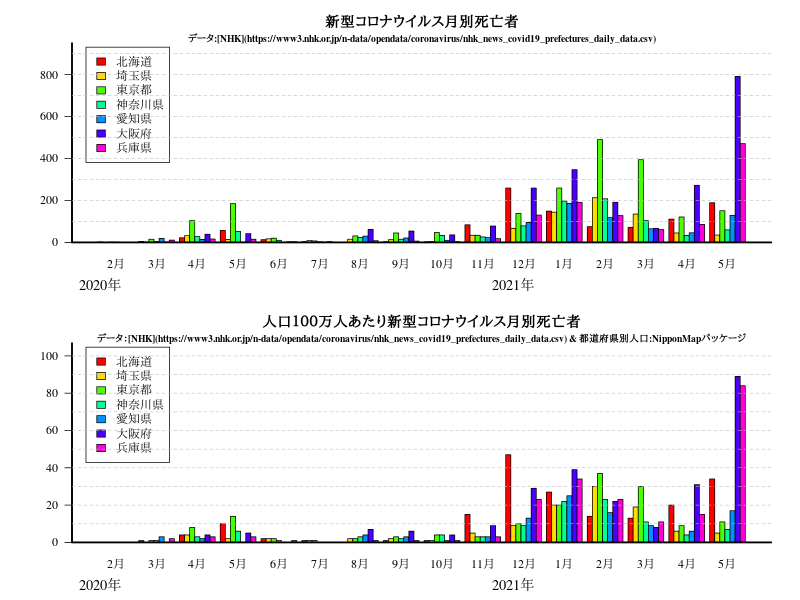 新型コロナウイルス月別死亡者
データ:[NHK](https://www3.nhk.or.jp/n-data/opendata/coronavirus/nhk_news_covid19_prefectures_daily_data.csv)
北海道
埼玉県
東京都
神奈川県
愛知県
大阪府
兵庫県
800
600
400
200
0
2月 3月 4月 5月 6月 7月 8月 9月 10月 11月 12月 1月 2月 3月 4月 5月
2020年 2021年
人口100万人あたり新型コロナウイルス月別死亡者
データ:[NHK](https://www3.nhk.or.jp/n-data/opendata/coronavirus/nhk_news_covid19_prefectures_daily_data.csv) & 都道府県別人口:NipponMapパッケージ
北海道
埼玉県
東京都
神奈川県
愛知県
大阪府
兵庫県
100
80
60
40
20
0
2月 3月 4月 5月 6月 7月 8月 9月 10月 11月 12月 1月 2月 3月 4月 5月
2020年 2021年